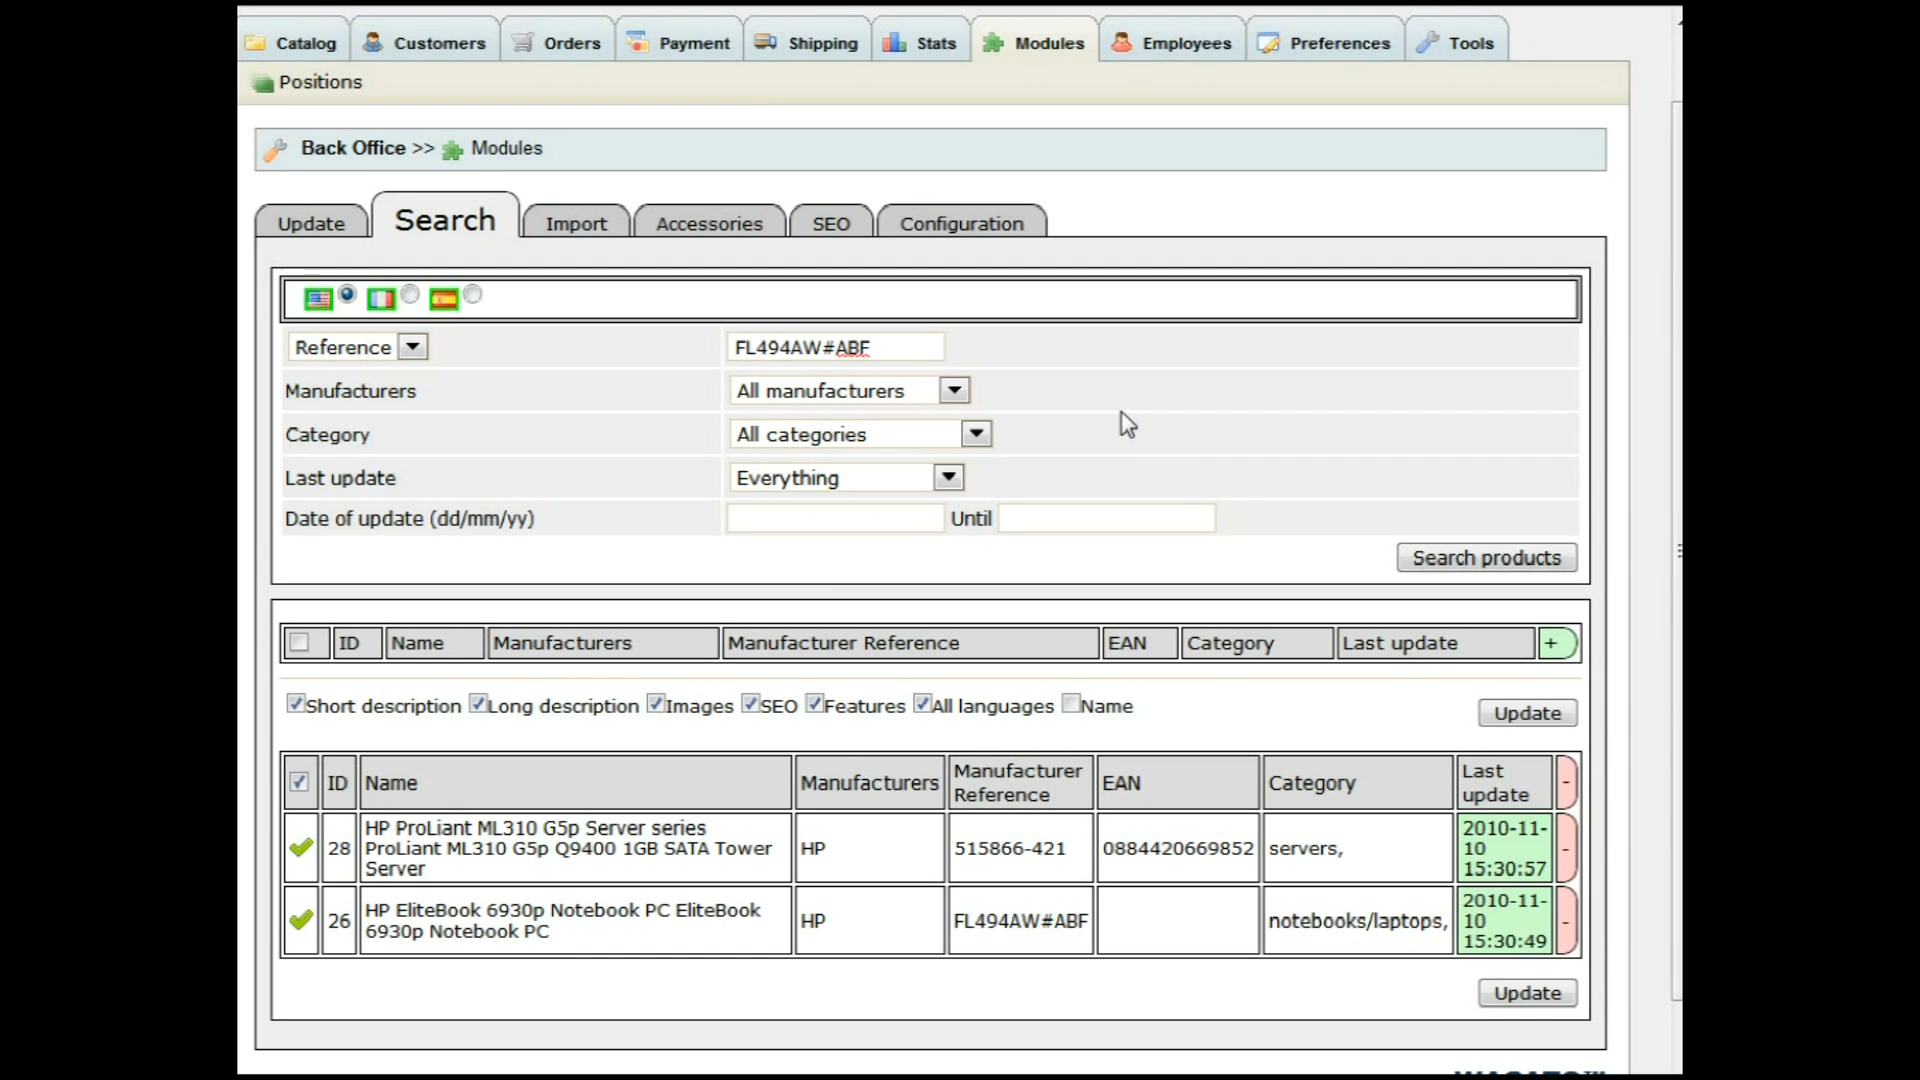 Catalog Customers Orders Payment Shipping Stats Modules Employees Preferences Tools
Positions
Back Office >> Modules
Update Search Import Accessories SEO Configuration
Reference FL494AW#ABF
Manufacturers All manufacturers
Category All categories
Last update Everything
Date of update (dd/mm/yy) Until
Search products
ID Name Manufacturers Manufacturer Reference EAN Category Last update +
Short description Long description Images SEO Features All languages Name
Update
ID Name Manufacturers Manufacturer Reference EAN Category Last update -
28 HP ProLiant ML310 G5p Server series ProLiant ML310 G5p Q9400 1GB SATA Tower Server HP 515866-421 0884420669852 servers, 2010-11-10 15:30:57 -
26 HP EliteBook 6930p Notebook PC EliteBook 6930p Notebook PC HP FL494AW#ABF notebooks/laptops, 2010-11-10 15:30:49 -
Update